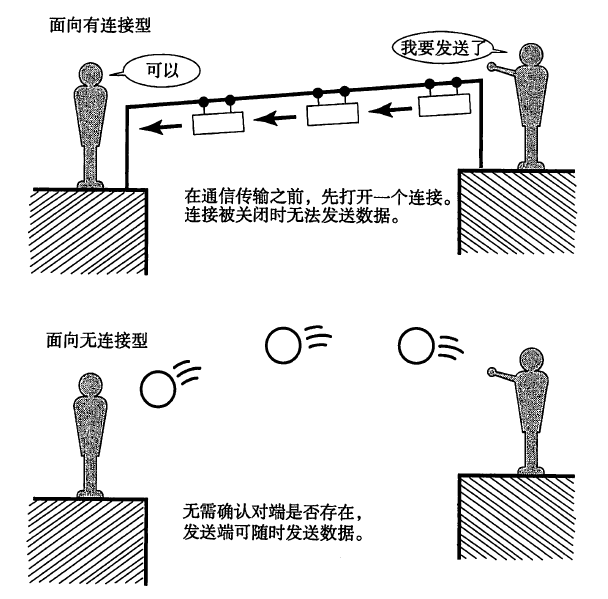 面向有连接型
我要发送了
可以
在通信传输之前，先打开一个连接。
连接被关闭时无法发送数据。
面向无连接型
无需确认对端是否存在，
发送端可随时发送数据。